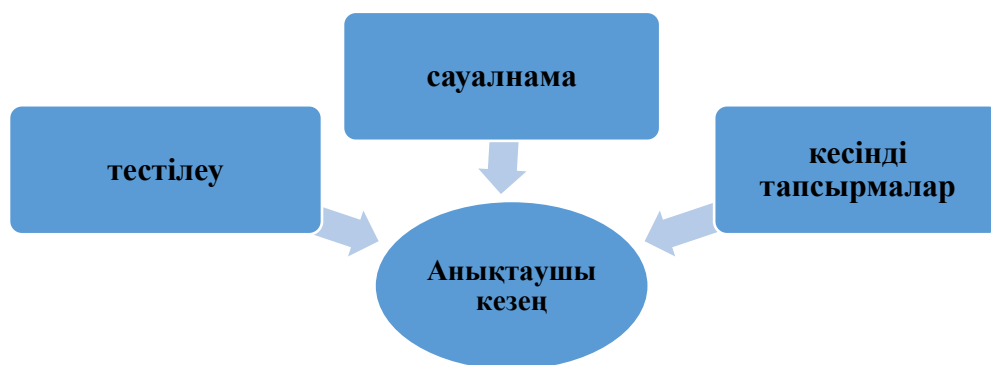 сауалнама
тестілеу
кесінді
тапсырмалар
Анықтаушы
кезең